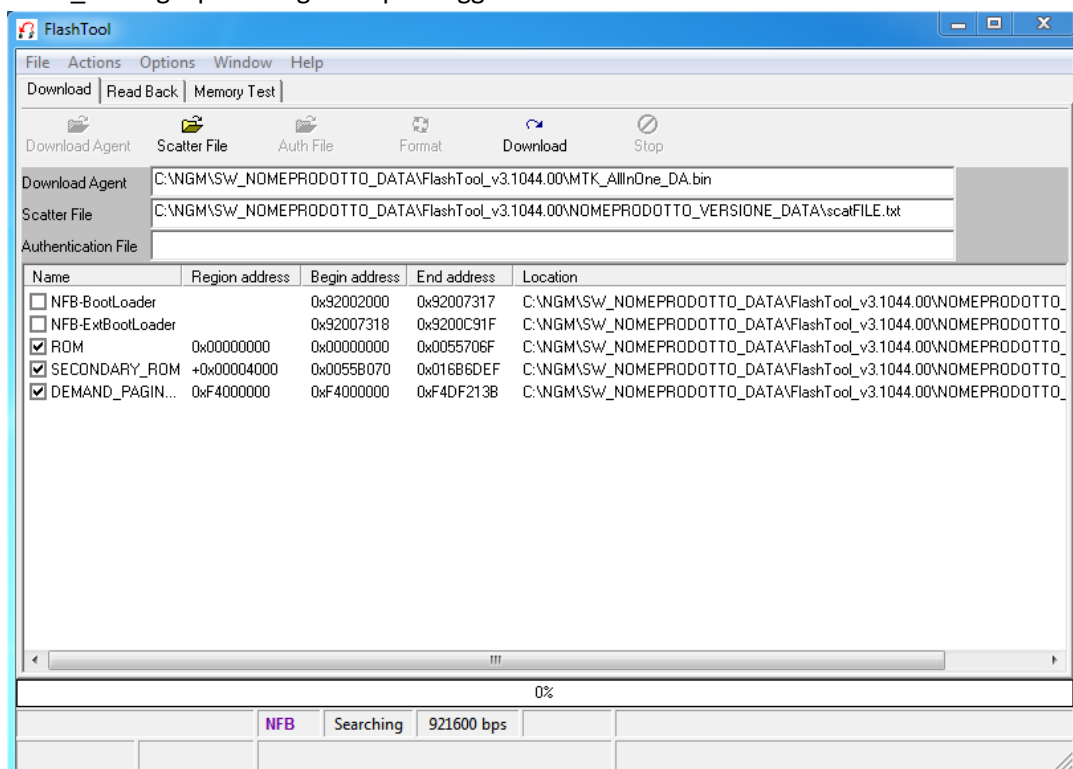 FlashTool
File Actions Options Window Help
Download Read Back Memory Test
Download Agent Scatter File Auth File Format Download Stop
Download Agent C:\NGM\SW_NOMEPRODOTTO_DATA\FlashTool_v3.1044.00\MTK_AllInOne_DA.bin
Scatter File C:\NGM\SW_NOMEPRODOTTO_DATA\FlashTool_v3.1044.00\NOMEPRODOTTO_VERSIONE_DATA\scatFILE.txt
Authentication File
Name Region address Begin address End address Location
NFB-BootLoader 0x92002000 0x92007317 C:\NGM\SW_NOMEPRODOTTO_DATA\FlashTool_v3.1044.00\NOMEPRODOTTO_
NFB-ExtBootLoader 0x92007318 0x9200C91F C:\NGM\SW_NOMEPRODOTTO_DATA\FlashTool_v3.1044.00\NOMEPRODOTTO_
ROM 0x00000000 0x00000000 0x0055706F C:\NGM\SW_NOMEPRODOTTO_DATA\FlashTool_v3.1044.00\NOMEPRODOTTO_
SECONDARY_ROM +0x00004000 0x0055B070 0x016B6DEF C:\NGM\SW_NOMEPRODOTTO_DATA\FlashTool_v3.1044.00\NOMEPRODOTTO_
DEMAND_PAGIN... 0xF4000000 0xF4000000 0xF4DF213B C:\NGM\SW_NOMEPRODOTTO_DATA\FlashTool_v3.1044.00\NOMEPRODOTTO_
0%
NFB Searching 921600 bps